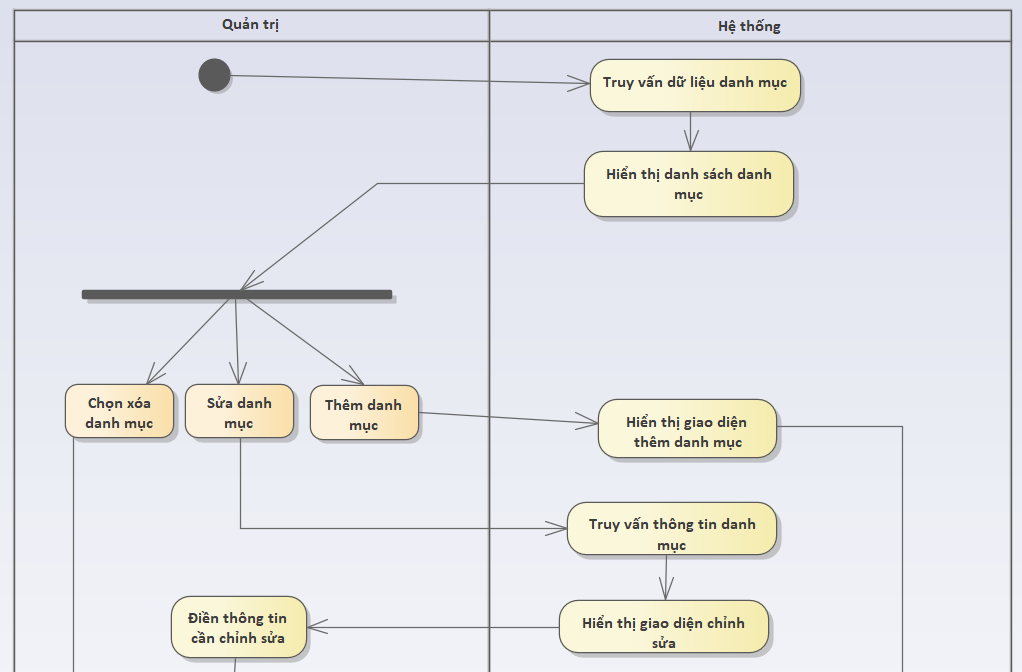 Quản trị
Hệ thống
Truy vấn dữ liệu danh mục
Hiển thị danh sách danh
mục
Chọn xóa
danh mục
Sửa danh
mục
Thêm danh
mục
Hiển thị giao diện
thêm danh mục
Truy vấn thông tin danh
mục
Điền thông tin
cần chỉnh sửa
Hiển thị giao diện chỉnh
sửa